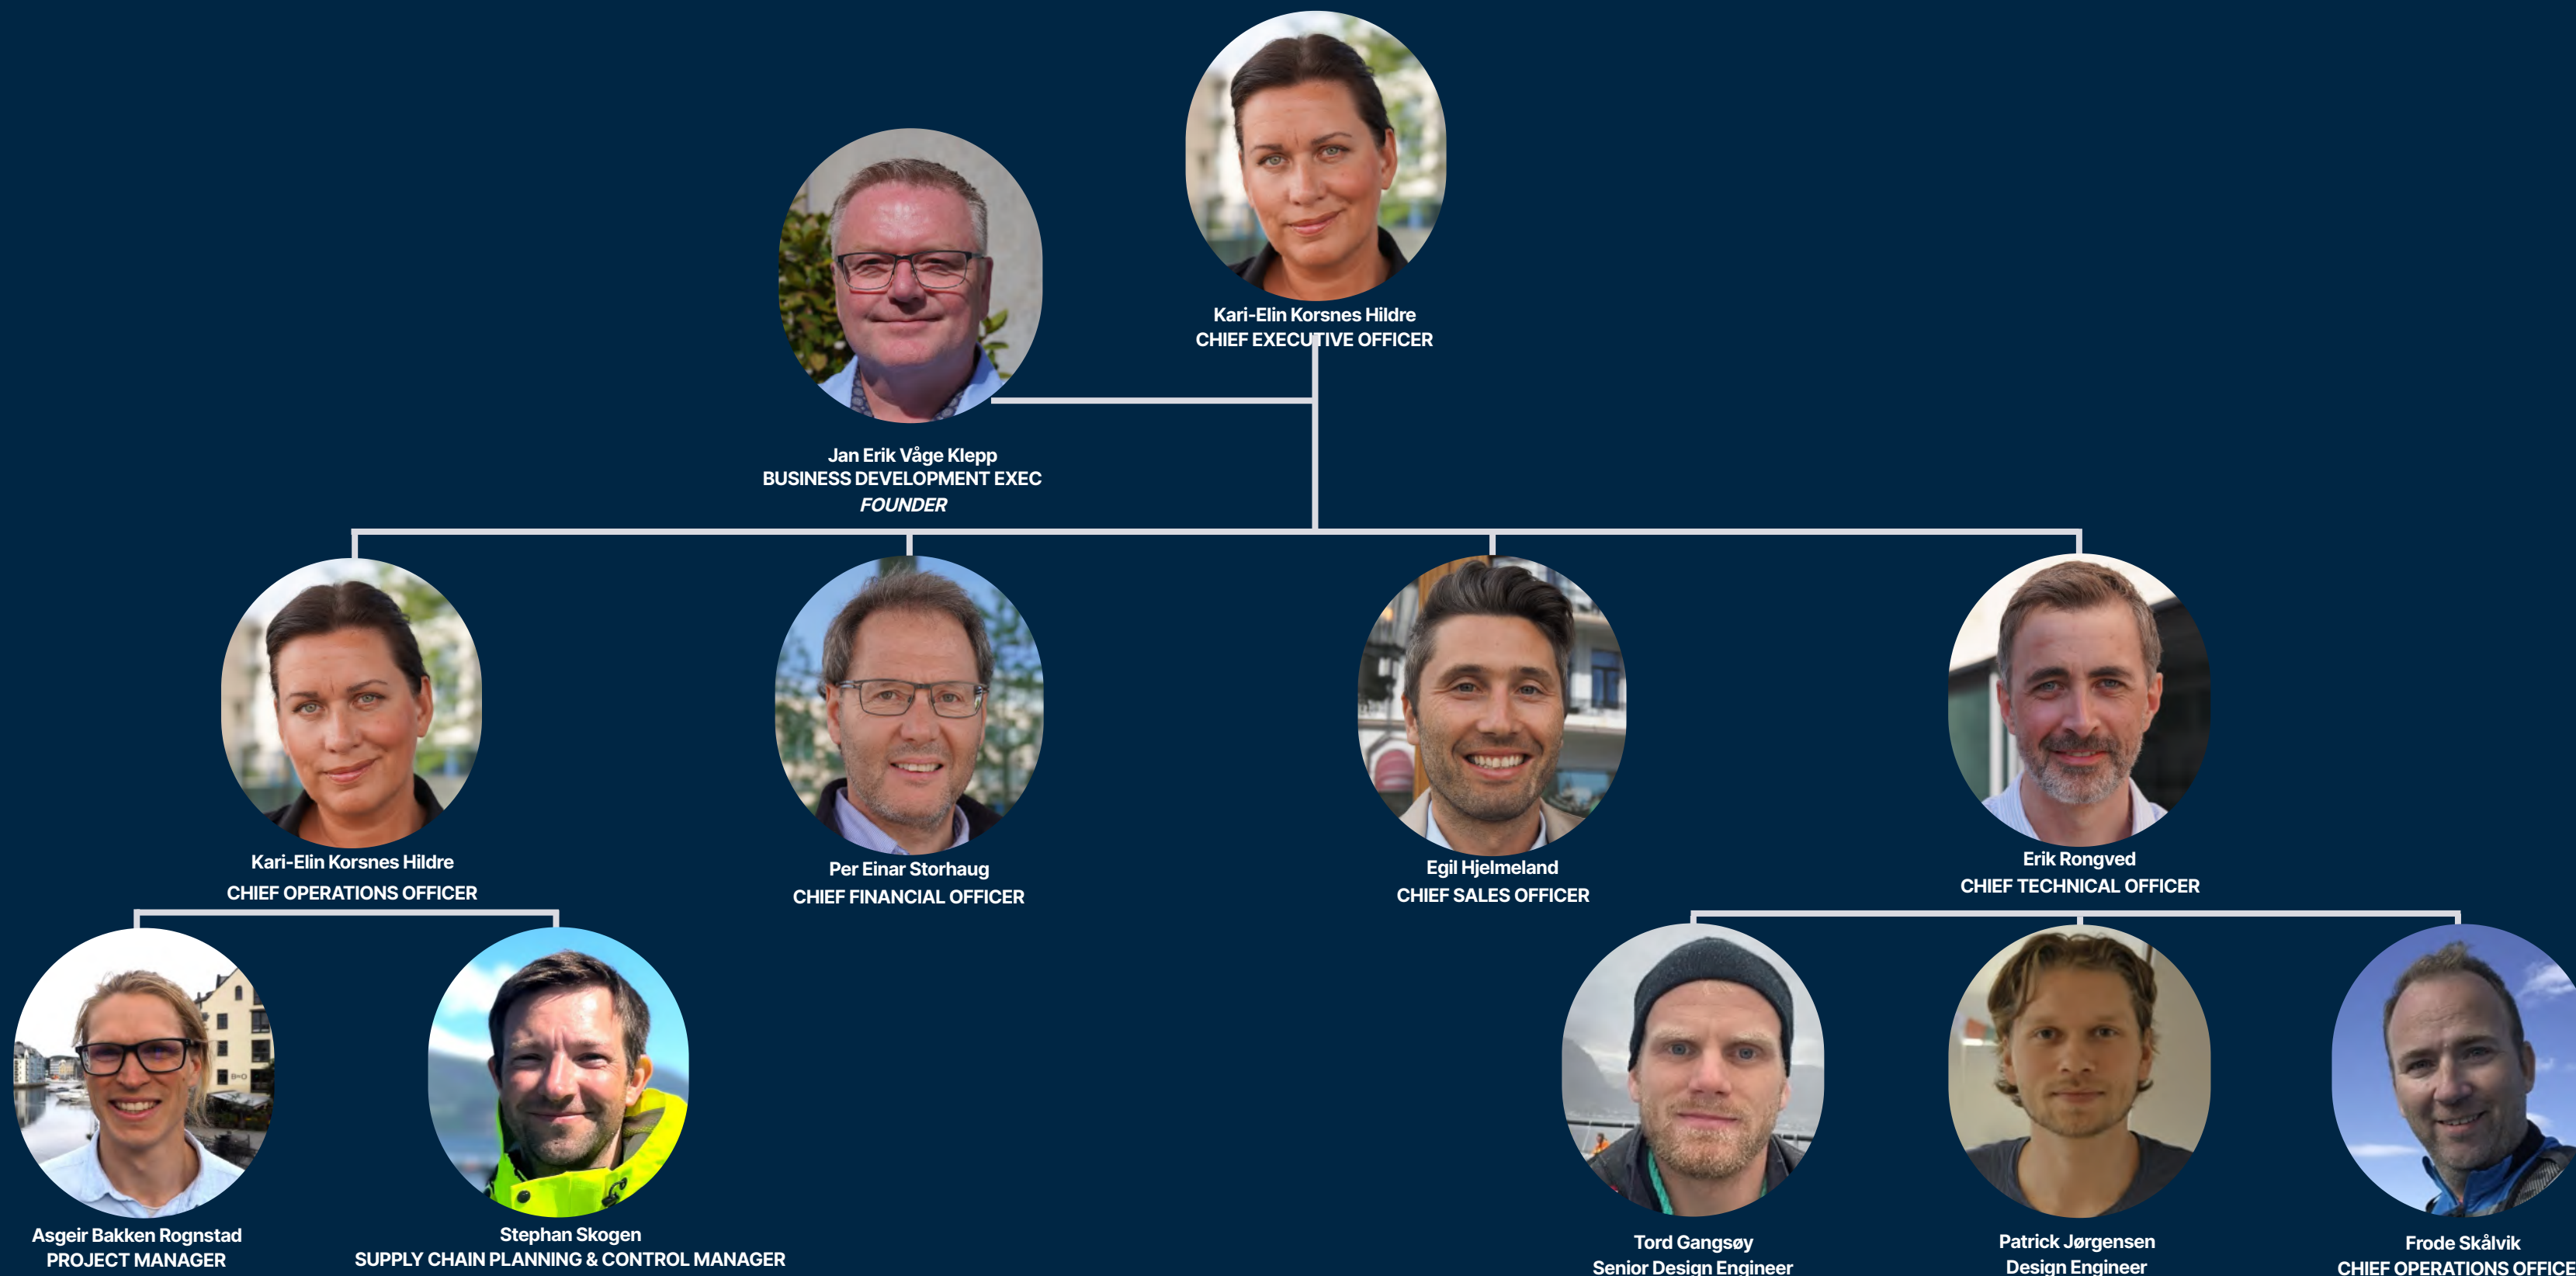 Kari-Elin Korsnes Hildre
CHIEF EXECUTIVE OFFICER
Jan Erik Våge Klepp
BUSINESS DEVELOPMENT EXEC
FOUNDER
Kari-Elin Korsnes Hildre
CHIEF OPERATIONS OFFICER
Per Einar Storhaug
CHIEF FINANCIAL OFFICER
Egil Hjelmeland
CHIEF SALES OFFICER
Erik Rongved
CHIEF TECHNICAL OFFICER
Asgeir Bakken Rognstad
PROJECT MANAGER
Stephan Skogen
SUPPLY CHAIN PLANNING & CONTROL MANAGER
Tord Gangsøy
Senior Design Engineer
Patrick Jørgensen
Design Engineer
Frode Skålvik
CHIEF OPERATIONS OFFICE